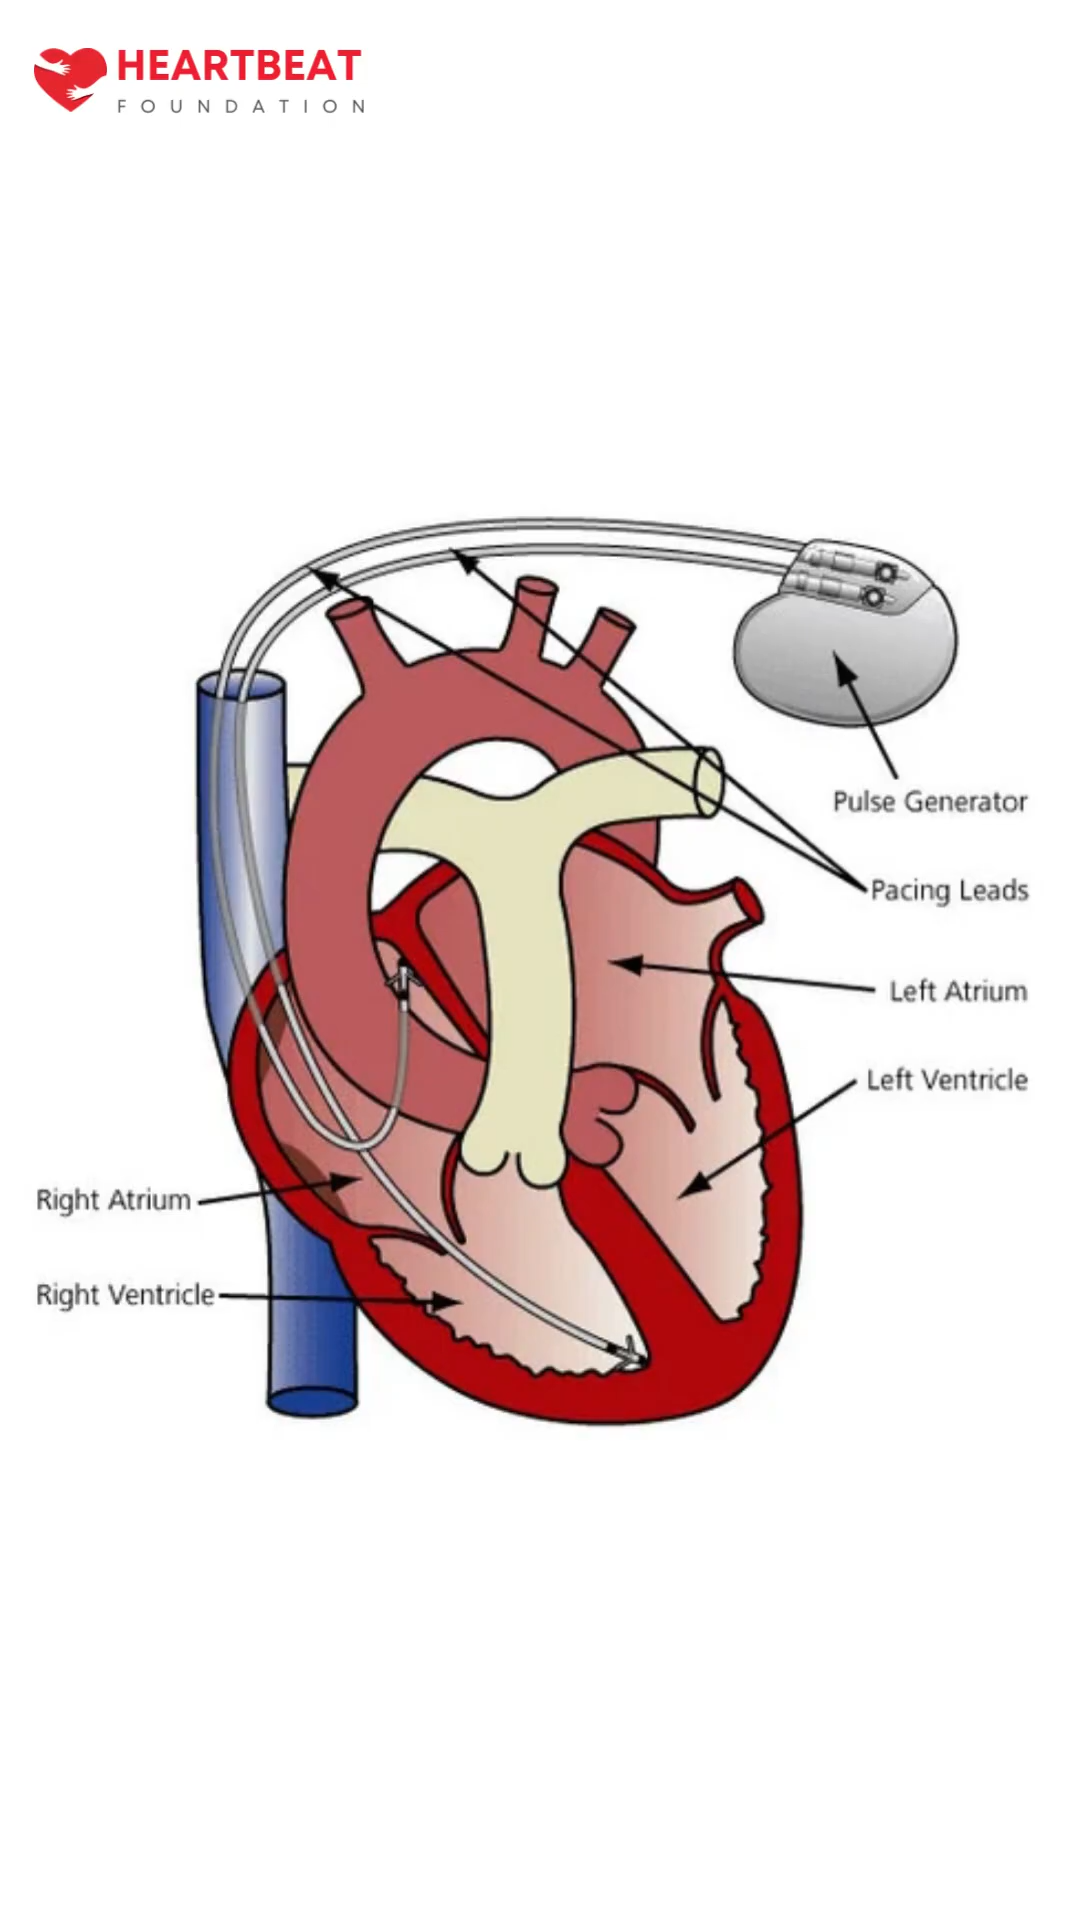 HEARTBEAT
FOUNDATION
Pulse Generator
Pacing Leads
Left Atrium
Left Ventricle
Right Atrium
Right Ventricle